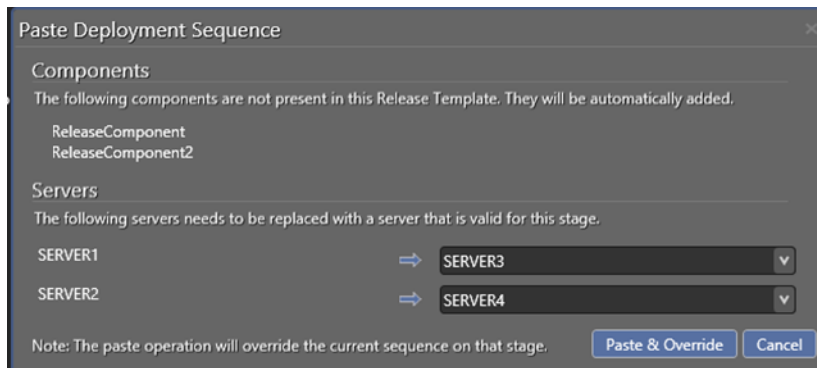 Paste Deployment Sequence
Components
The following components are not present in this Release Template. They will be automatically added.
ReleaseComponent
ReleaseComponent2
Servers
The following servers needs to be replaced with a server that is valid for this stage.
SERVER1 SERVER3
SERVER2 SERVER4
Note: The paste operation will override the current sequence on that stage. Paste & Override Cancel